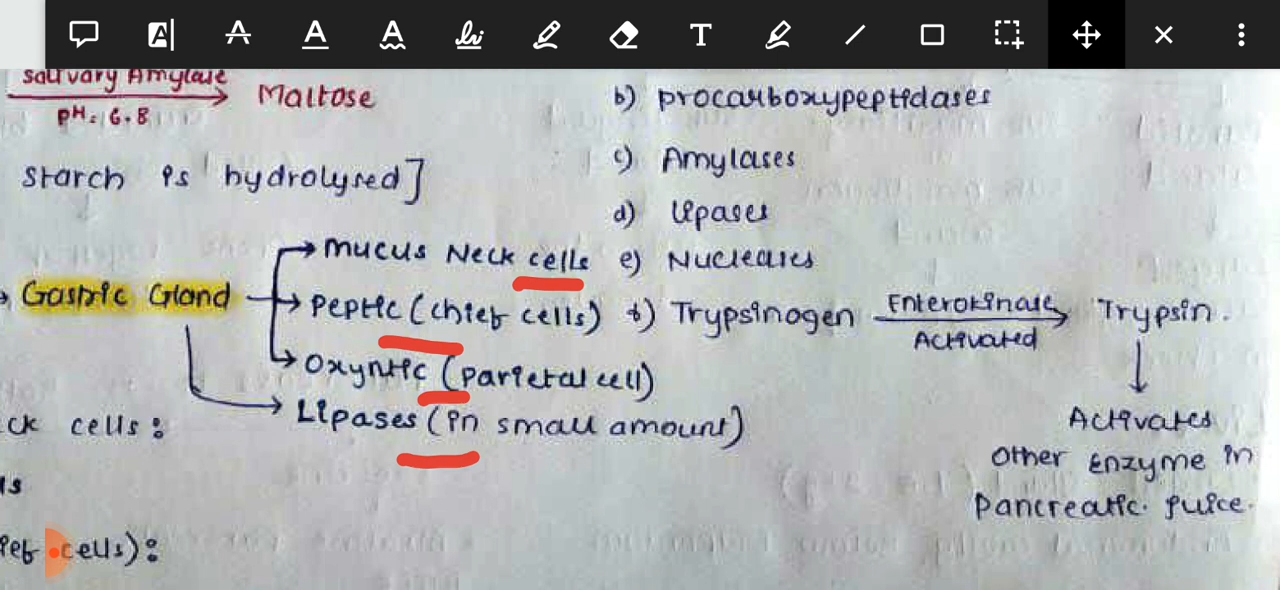 Salivary Amylase
PH = 6.8
Maltose
Starch is hydrolysed]
Gastric Gland
Mucus Neck cells
Peptic (chief cells)
Oxyntic (parietal cell)
Lipases (in small amount)
ck cells:
ief cells):
b) procarboxypeptidases
c) Amylases
d) lipases
e) Nucleases
f) Trypsinogen
Enterokinase
Activated
Trypsin.
Activates
other Enzyme in
Pancreatic juice.